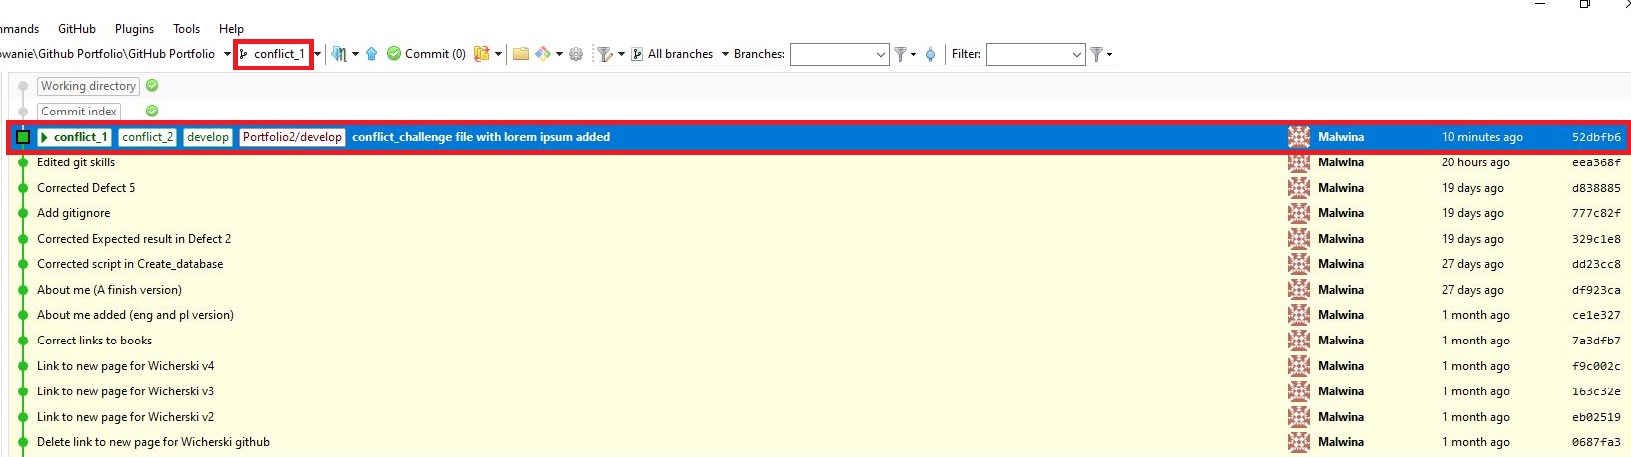 mmands GitHub Plugins Tools Help
owanie\Github Portfolio\GitHub Portfolio conflict_1 Commit (0) All branches Branches: Filter:
Working directory
Commit index
conflict_1 conflict_2 develop Portfolio2/develop conflict_challenge file with lorem ipsum added Malwina 10 minutes ago 52dbfb6
Edited git skills Malwina 20 hours ago eea368f
Corrected Defect 5 Malwina 19 days ago d838885
Add gitignore Malwina 19 days ago 777c82f
Corrected Expected result in Defect 2 Malwina 19 days ago 329c1e8
Corrected script in Create_database Malwina 27 days ago dd23cc8
About me (A finish version) Malwina 27 days ago df923ca
About me added (eng and pl version) Malwina 1 month ago ce1e327
Correct links to books Malwina 1 month ago 7a3dfb7
Link to new page for Wicherski v4 Malwina 1 month ago f9c002c
Link to new page for Wicherski v3 Malwina 1 month ago 163c32e
Link to new page for Wicherski v2 Malwina 1 month ago eb02519
Delete link to new page for Wicherski github Malwina 1 month ago 0687fa3